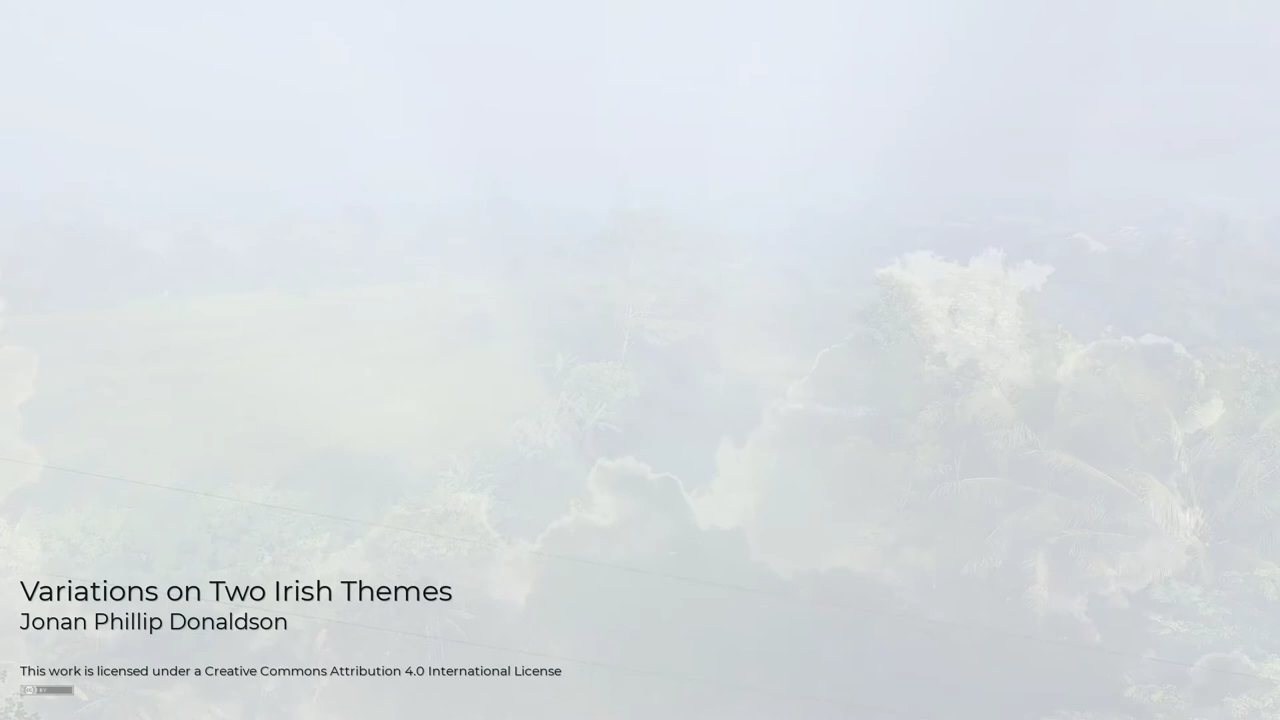 Variations on Two Irish Themes
Jonan Phillip Donaldson
This work is licensed under a Creative Commons Attribution 4.0 International License
BY